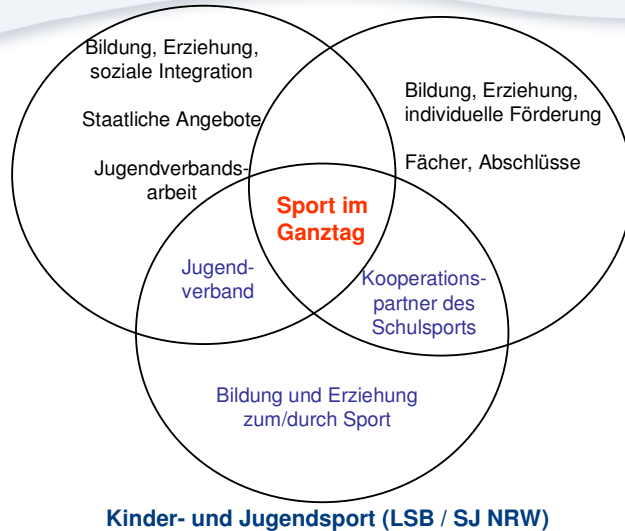 Bildung, Erziehung,
soziale Integration
Staatliche Angebote
Jugendverbands-
arbeit
Bildung, Erziehung,
individuelle Förderung
Fächer, Abschlüsse
Sport im
Ganztag
Jugend-
verband
Kooperations-
partner des
Schulsports
Bildung und Erziehung
zum/durch Sport
Kinder- und Jugendsport (LSB / SJ NRW)